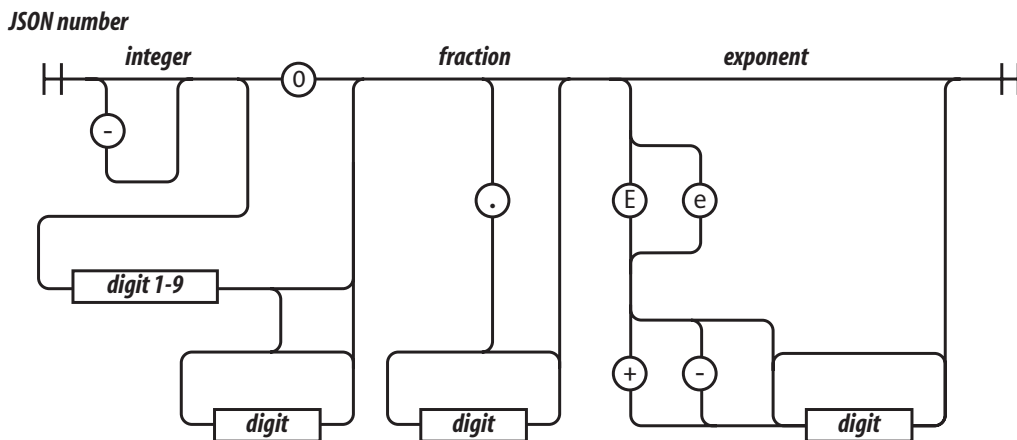 JSON number
integer fraction exponent
0
-
. E e
digit 1-9
+ -
digit digit digit